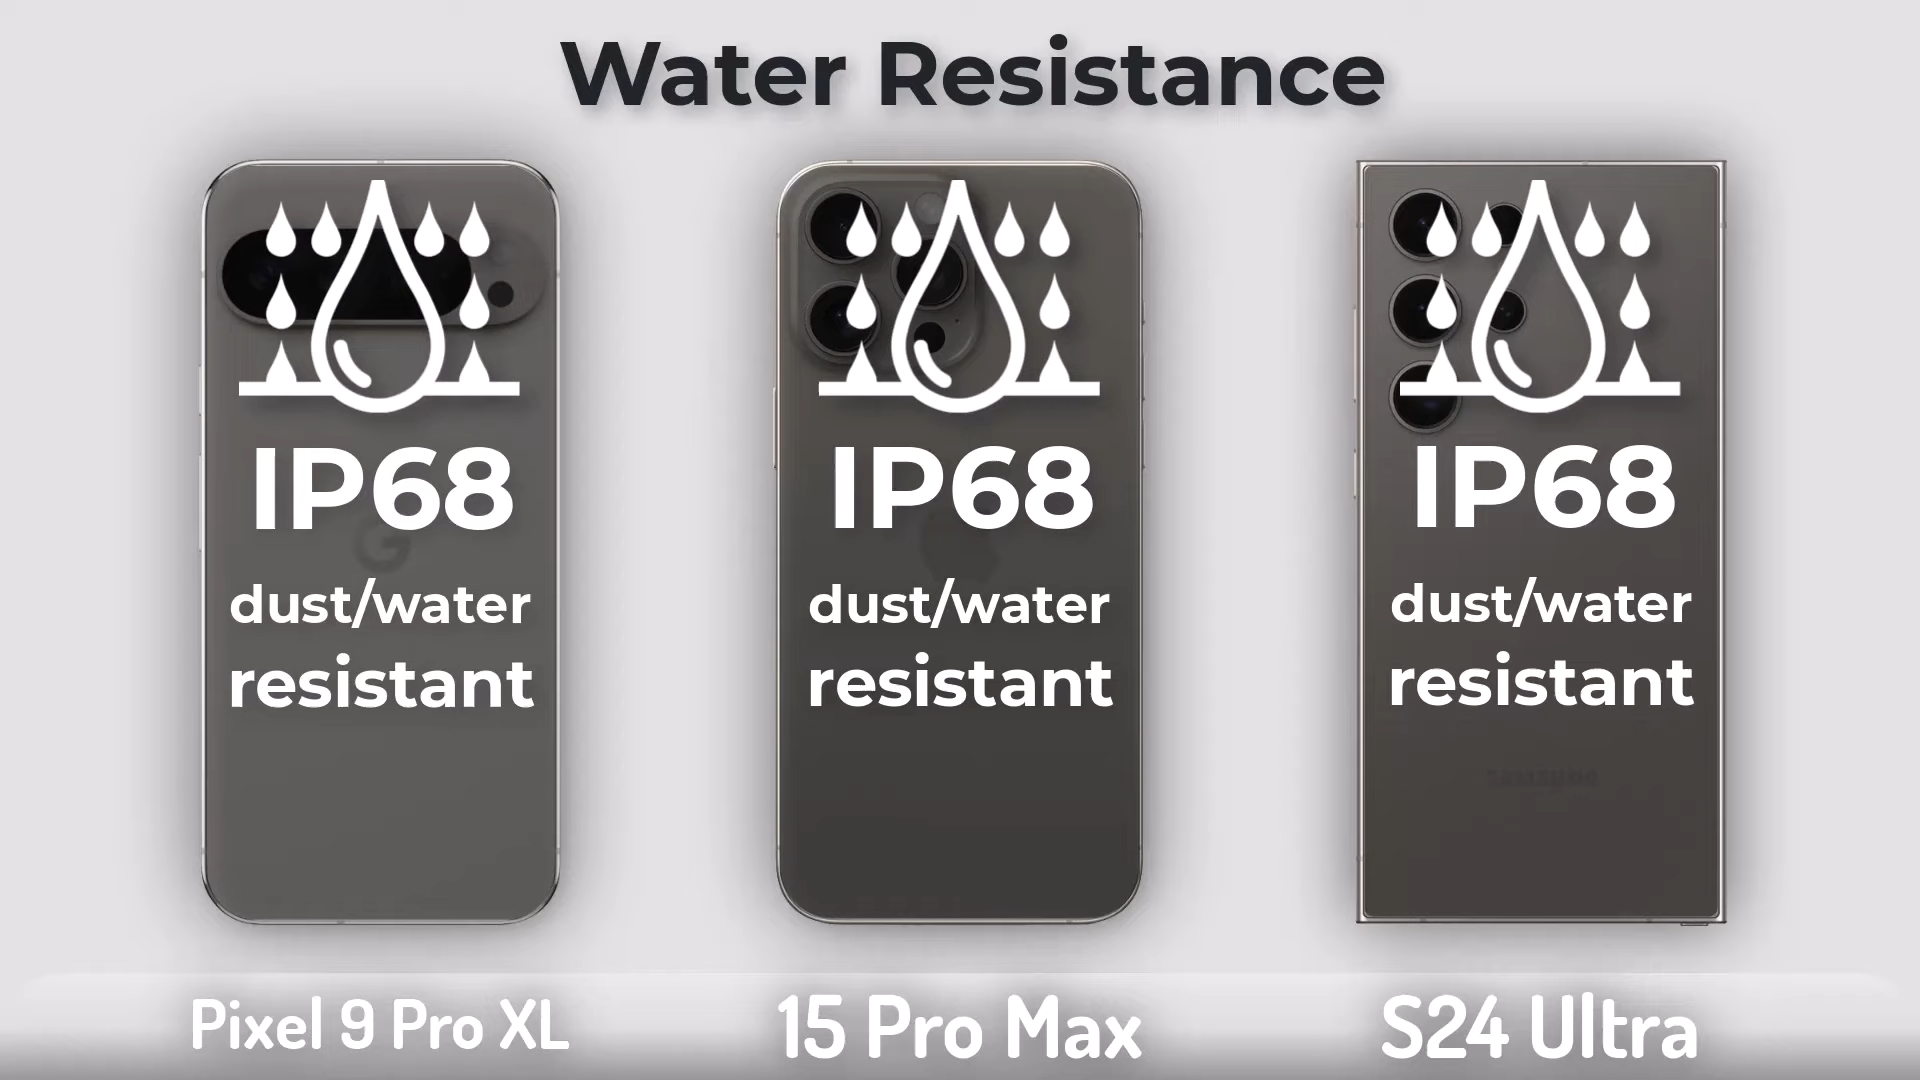 Water Resistance
IP68
dust/water
resistant
IP68
dust/water
resistant
IP68
dust/water
resistant
SAMSUNG
Pixel 9 Pro XL
15 Pro Max
S24 Ultra